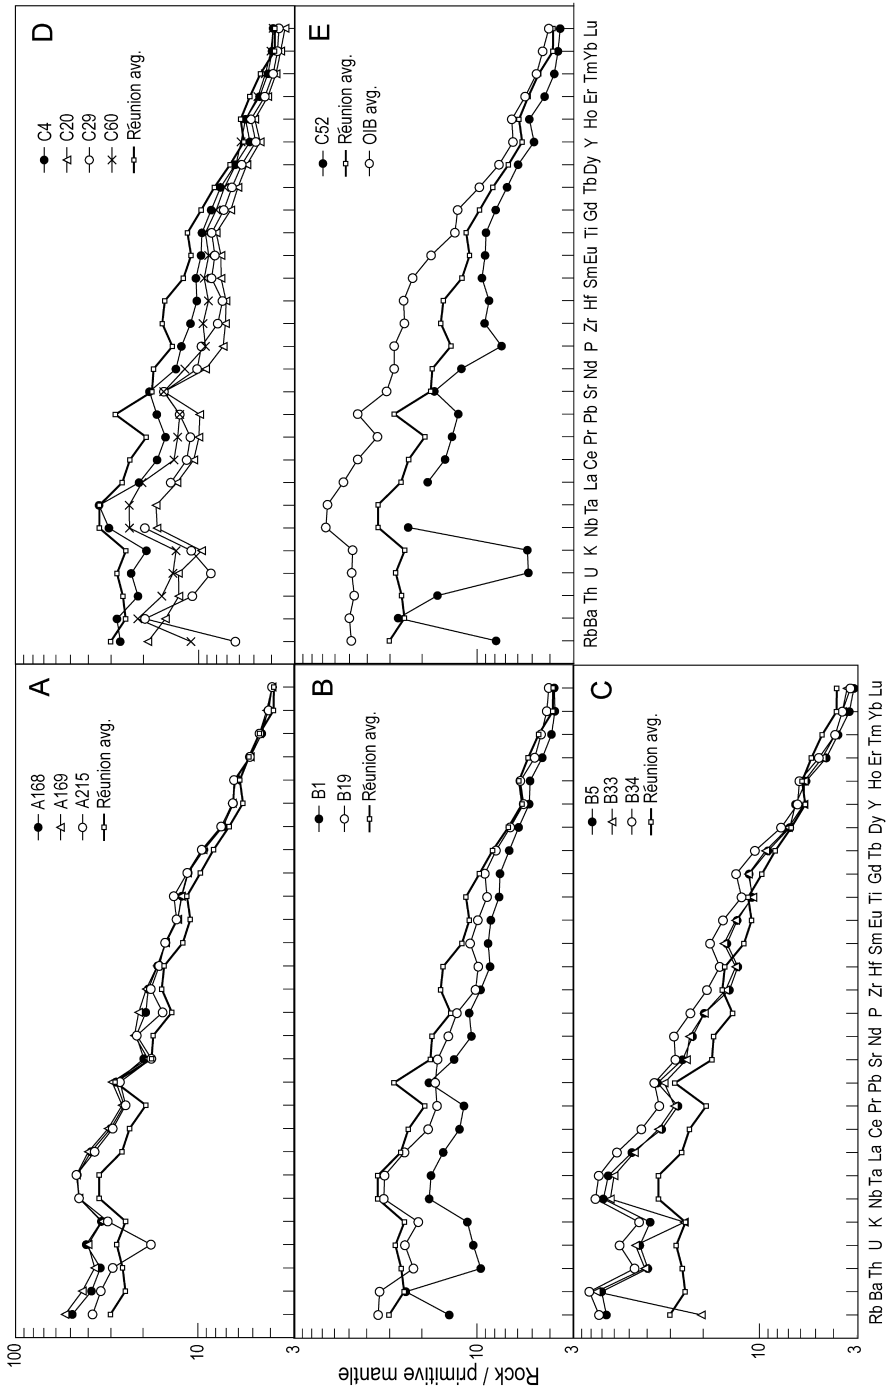 D
C4
C20
C29
C60
Réunion avg.
E
C52
Réunion avg.
OIB avg.
Rb Ba Th U K Nb Ta La Ce Pr Pb Sr Nd P Zr Hf Sm Eu Ti Gd Tb Dy Y Ho Er Tm Yb Lu
A
A168
A169
A215
Réunion avg.
100
10
3
B
B1
B19
Réunion avg.
10
3
C
B5
B33
B34
Réunion avg.
10
3
Rock / primitive mantle
Rb Ba Th U K Nb Ta La Ce Pr Pb Sr Nd P Zr Hf Sm Eu Ti Gd Tb Dy Y Ho Er Tm Yb Lu